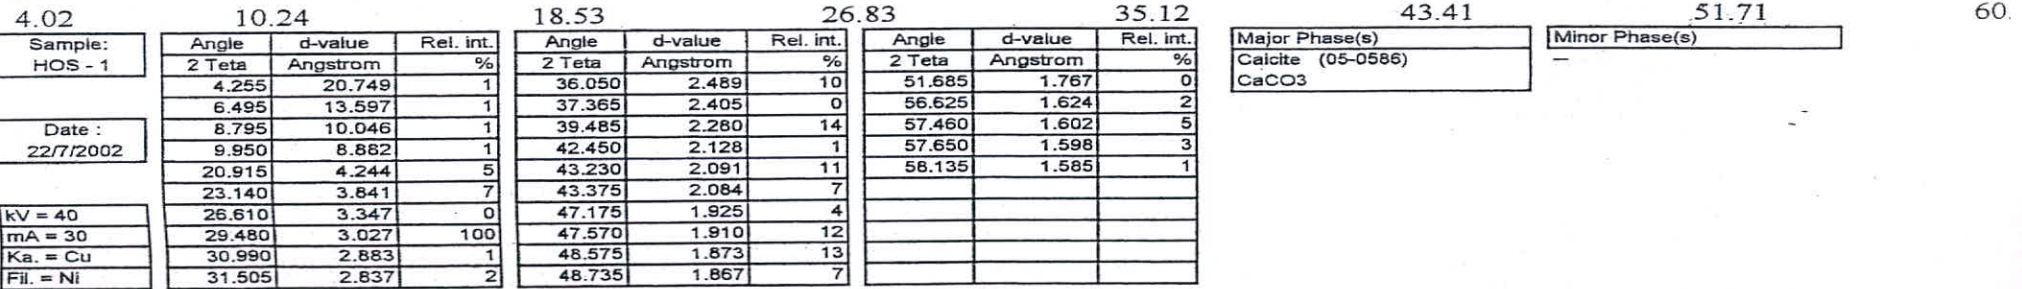 4.02 10.24 18.53 26.83 35.12 43.41 51.71 60.
Sample:
HOS - 1
Date :
22/7/2002
kV = 40
mA = 30
Ka. = Cu
Fil. = Ni
Angle d-value Rel. int.
2 Teta Angstrom %
4.255 20.749 1
6.495 13.597 1
8.795 10.046 1
9.950 8.882 1
20.915 4.244 5
23.140 3.841 7
26.610 3.347 0
29.480 3.027 100
30.990 2.883 1
31.505 2.837 2
Angle d-value Rel. int.
2 Teta Angstrom %
36.050 2.489 10
37.365 2.405 0
39.485 2.280 14
42.450 2.128 1
43.230 2.091 11
43.375 2.084 7
47.175 1.925 4
47.570 1.910 12
48.575 1.873 13
48.735 1.867 7
Angle d-value Rel. int.
2 Teta Angstrom %
51.685 1.767 0
56.625 1.624 2
57.460 1.602 5
57.650 1.598 3
58.135 1.585 1
Major Phase(s)
Calcite (05-0586)
CaCO3
Minor Phase(s)
—